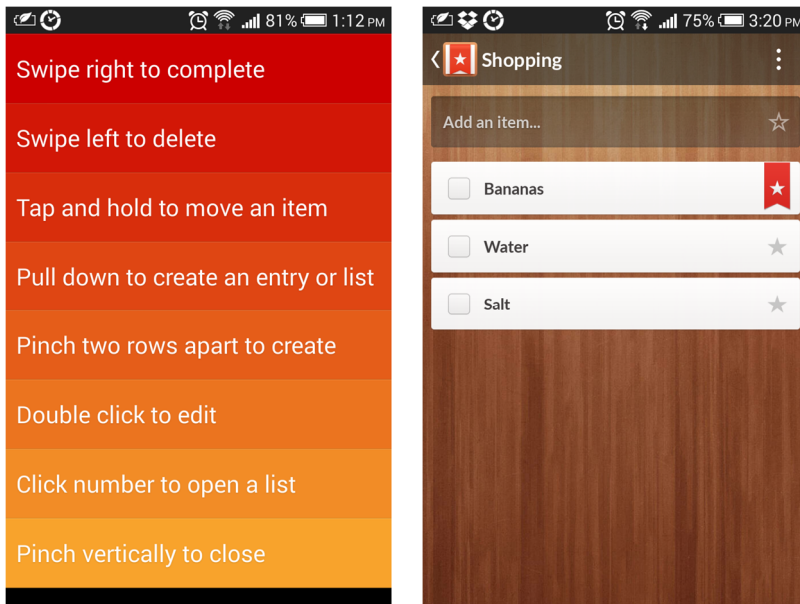 81% 1:12 PM
Swipe right to complete
Swipe left to delete
Tap and hold to move an item
Pull down to create an entry or list
Pinch two rows apart to create
Double click to edit
Click number to open a list
Pinch vertically to close
75% 3:20 PM
Shopping
Add an item...
Bananas
Water
Salt